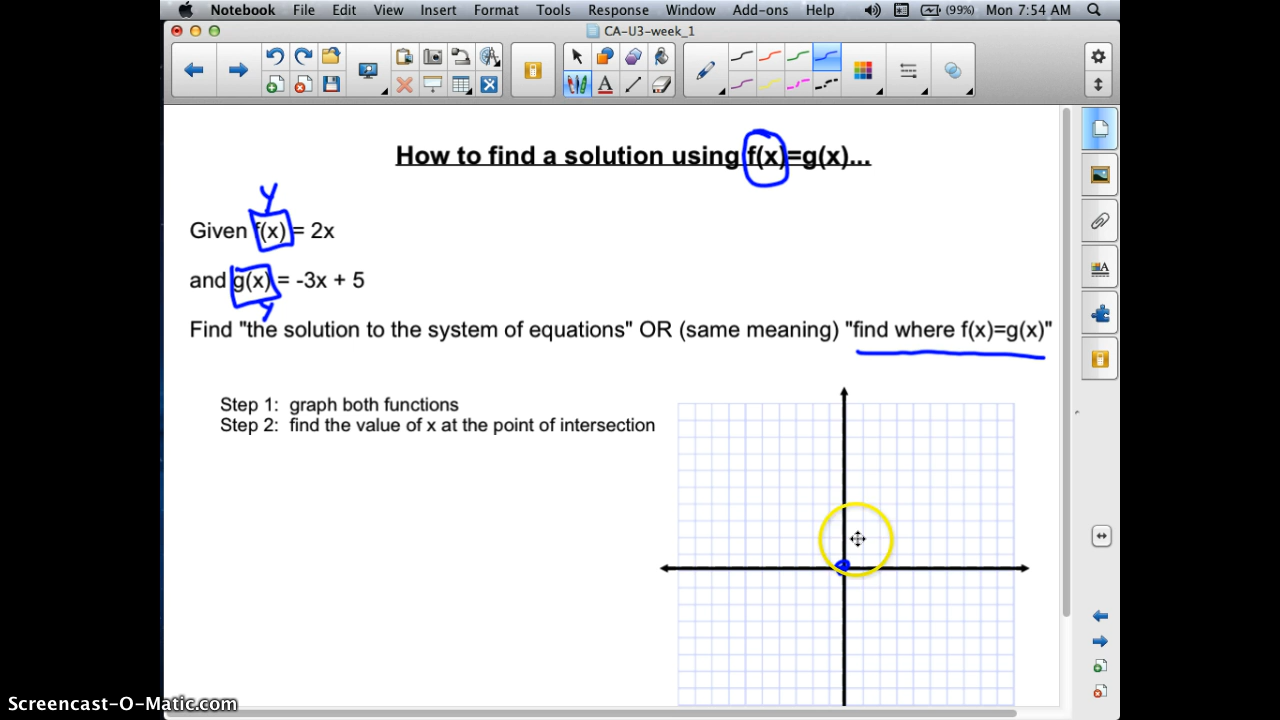 Notebook File Edit View Insert Format Tools Response Window Add-ons Help (99%) Mon 7:54 AM
CA-U3-week_1
How to find a solution using f(x)=g(x)...
y
Given f(x) = 2x
and g(x) = -3x + 5
y
Find "the solution to the system of equations" OR (same meaning) "find where f(x)=g(x)"
Step 1: graph both functions
Step 2: find the value of x at the point of intersection
Screencast-O-Matic.com